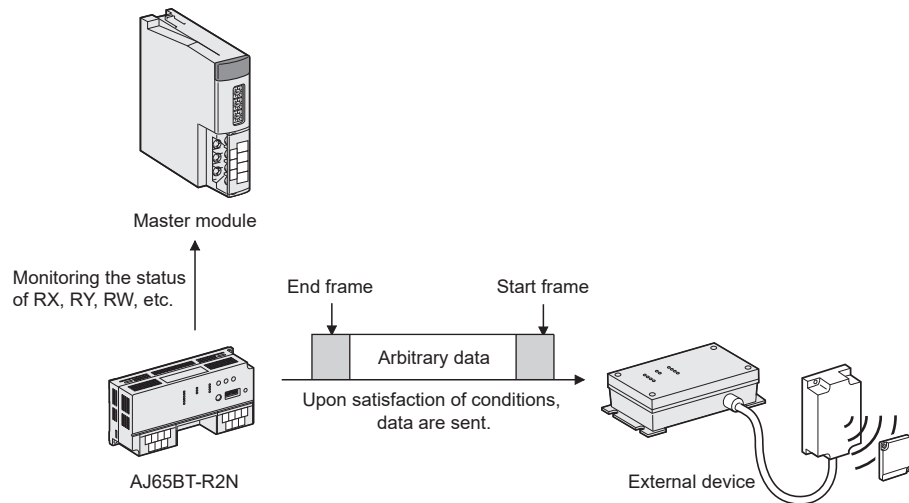 Master module
Monitoring the status
of RX, RY, RW, etc.
End frame
Start frame
Arbitrary data
Upon satisfaction of conditions,
data are sent.
AJ65BT-R2N
External device